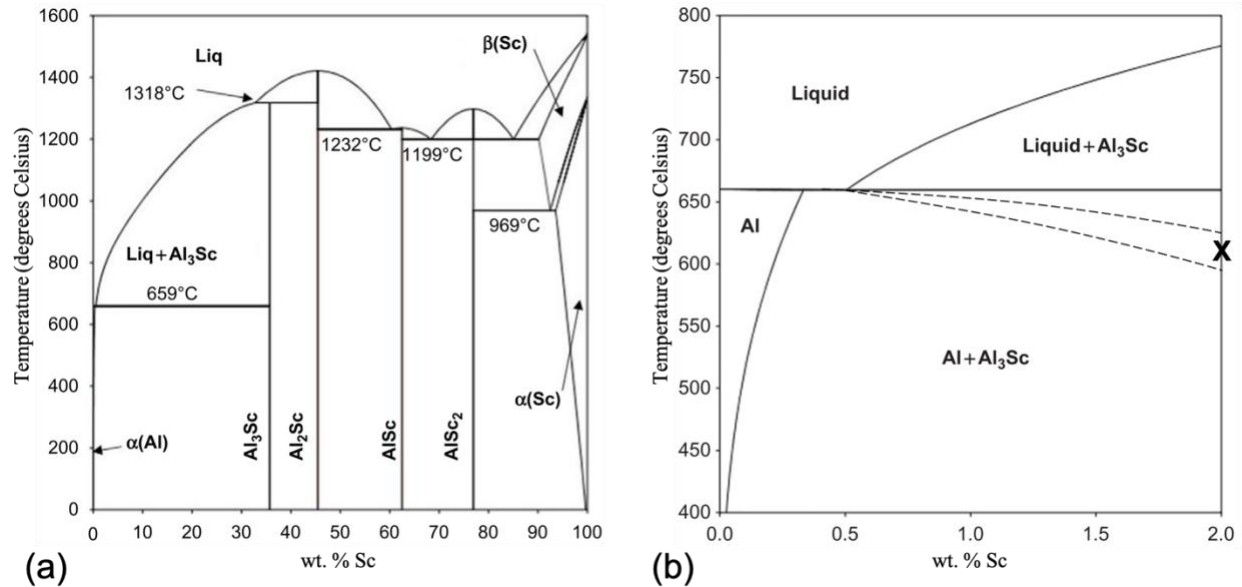 1600
1400
1200
1000
800
600
400
200
0
Temperature (degrees Celsius)
Liq
β(Sc)
1318°C
1232°C
1199°C
969°C
Liq+Al₃Sc
659°C
α(Al)
Al₃Sc
Al₂Sc
AlSc
AlSc₂
α(Sc)
0 10 20 30 40 50 60 70 80 90 100
wt. % Sc
(a)
800
750
700
650
600
550
500
450
400
Temperature (degrees Celsius)
Liquid
Liquid+Al₃Sc
Al
X
Al+Al₃Sc
0.0 0.5 1.0 1.5 2.0
wt. % Sc
(b)